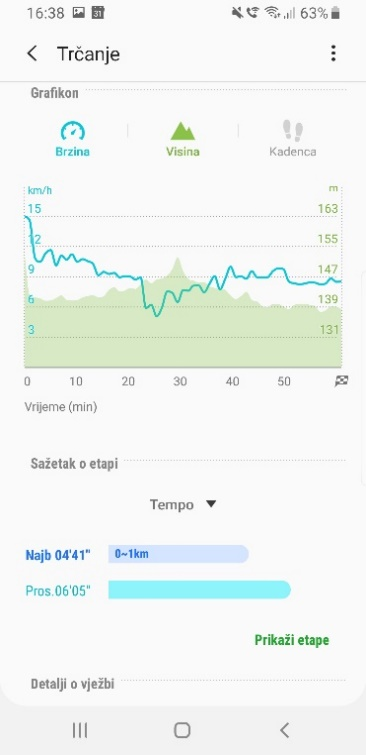 16:38 31 63%
Trčanje
Grafikon
Brzina Visina Kadenca
km/h m
15 163
12 155
9 147
6 139
3 131
0 10 20 30 40 50
Vrijeme (min)
Sažetak o etapi
Tempo
Najb 04'41" 0~1km
Pros.06'05"
Prikaži etape
Detalji o vježbi